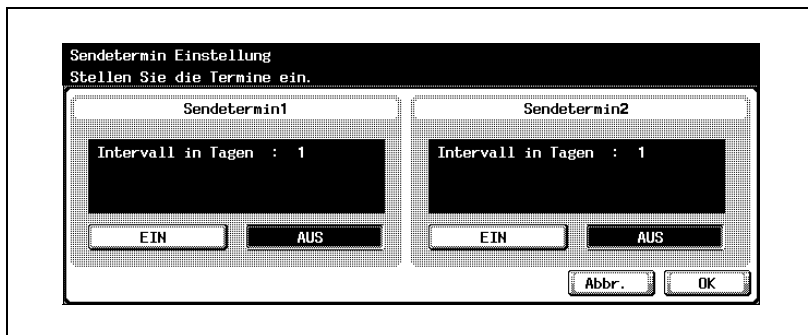 Sendetermin Einstellung
Stellen Sie die Termine ein.
Sendetermin1
Sendetermin2
Intervall in Tagen : 1
Intervall in Tagen : 1
EIN
AUS
EIN
AUS
Abbr.
OK